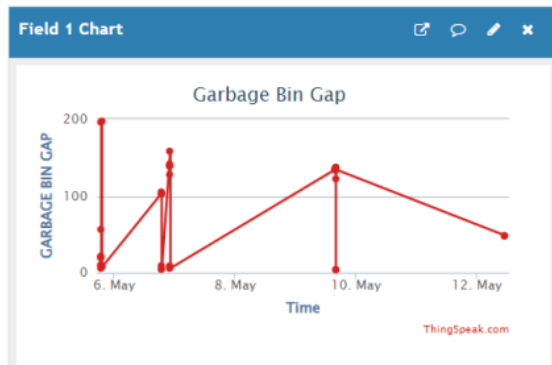 Field 1 Chart
Garbage Bin Gap
GARBAGE BIN GAP
200
100
0
6. May 8. May 10. May 12. May
Time
ThingSpeak.com